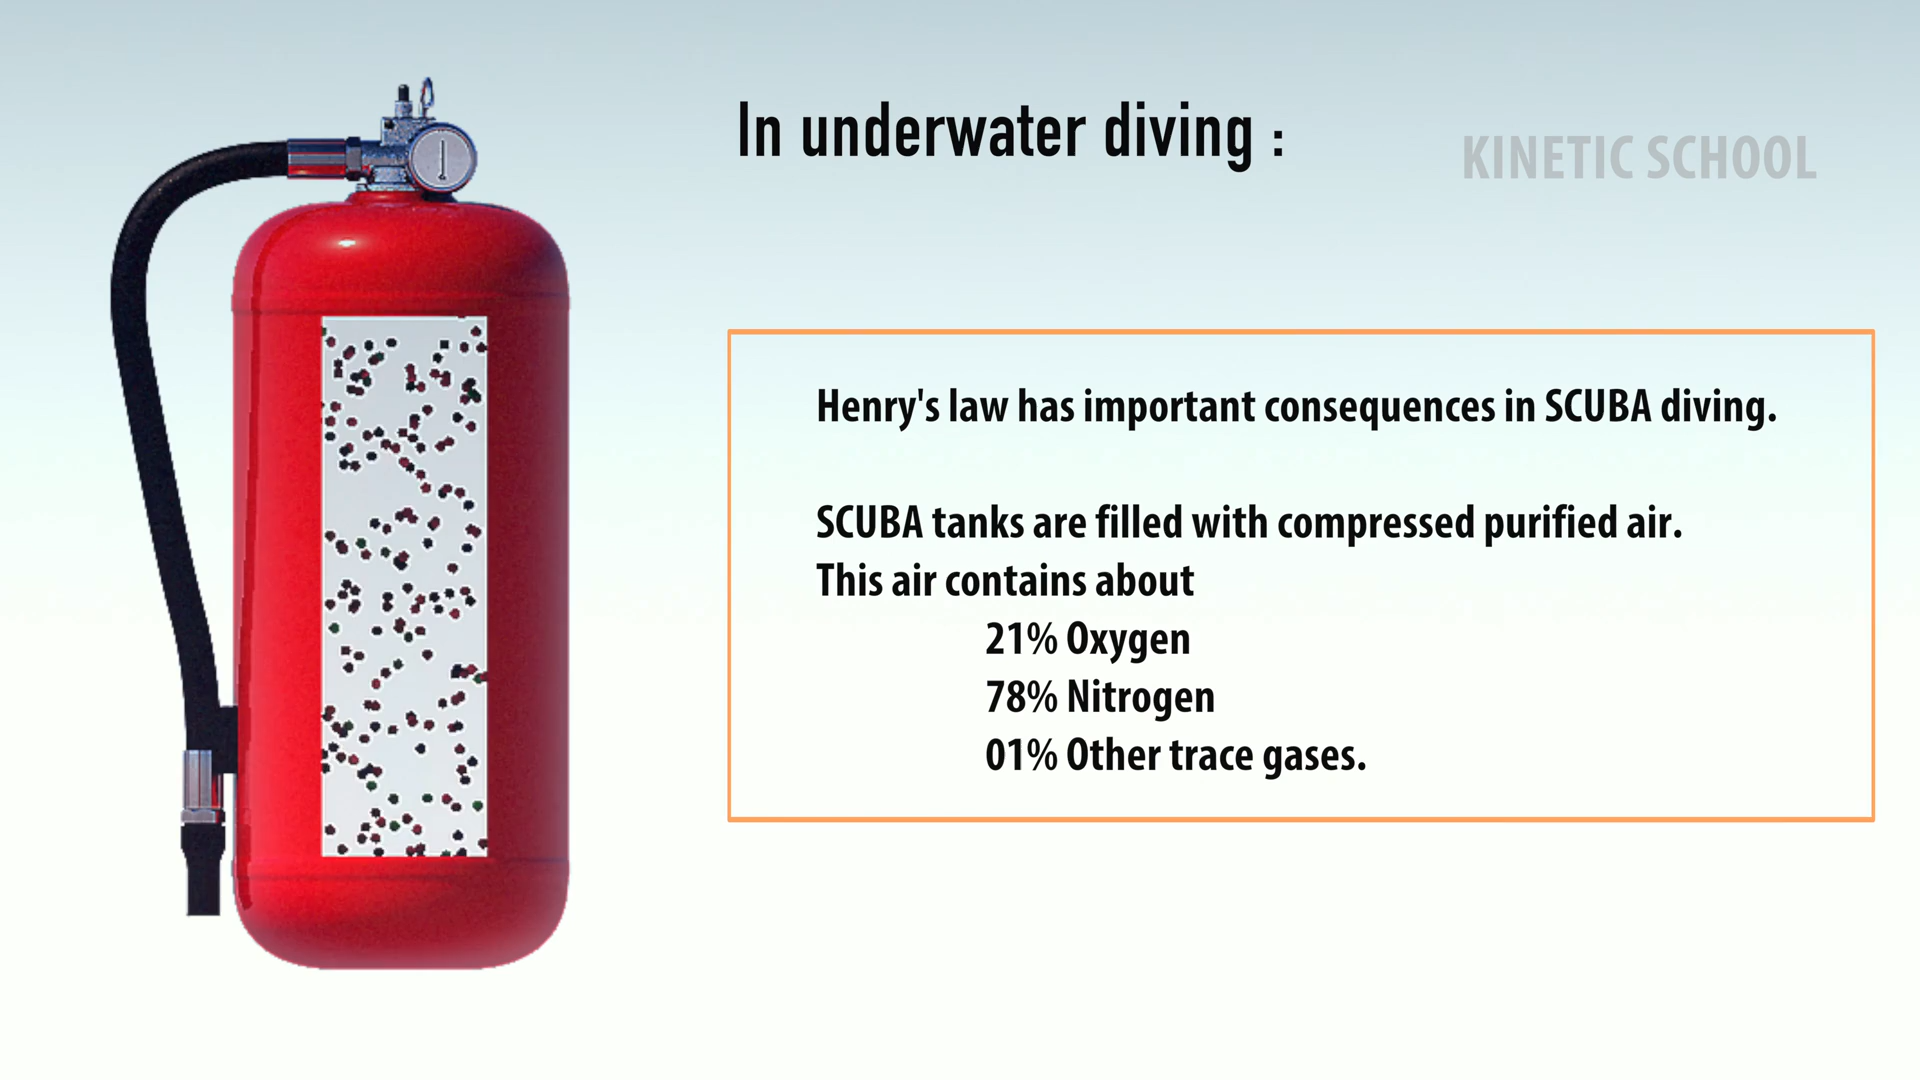 In underwater diving :
KINETIC SCHOOL
Henry's law has important consequences in SCUBA diving.
SCUBA tanks are filled with compressed purified air.
This air contains about
21% Oxygen
78% Nitrogen
01% Other trace gases.